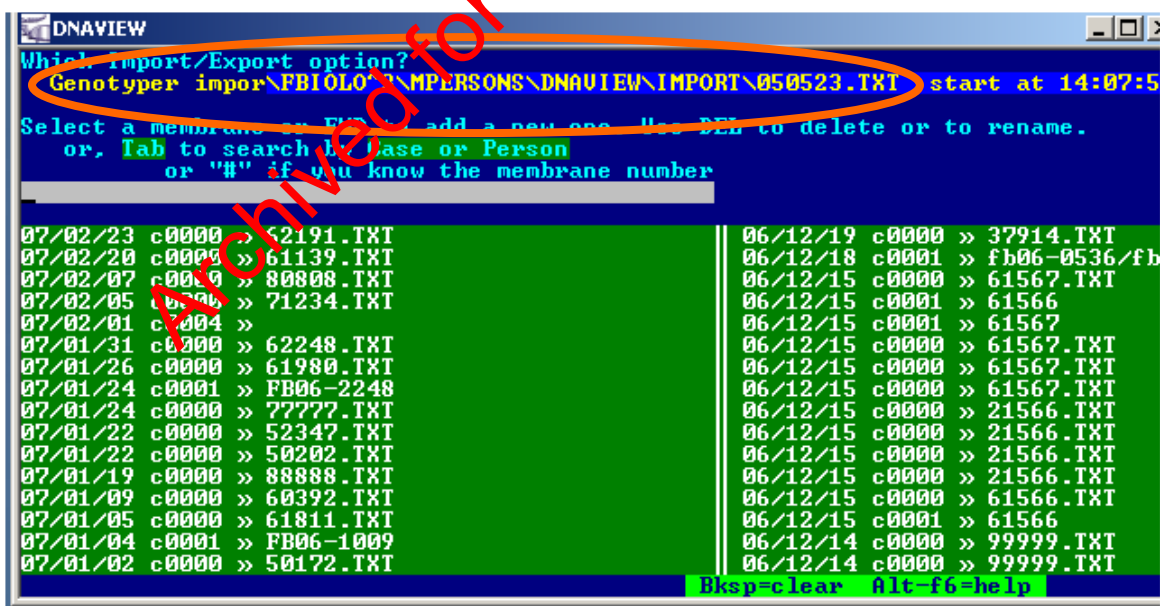 DNAVIEW
Which Import/Export option?
Genotyper impor\FBIOLO\MPERSONS\DNAVIEW\IMPORT\050523.TXT start at 14:07:5
Select a membrane or to add a new one. Use DEL to delete or to rename.
or, Tab to search by Case or Person
or "#" if you know the membrane number
07/02/23 c0000 » 62191.TXT
07/02/20 c0000 » 61139.TXT
07/02/07 c0000 » 80808.TXT
07/02/05 c0000 » 71234.TXT
07/02/01 c0004 »
07/01/31 c0000 » 62248.TXT
07/01/26 c0000 » 61980.TXT
07/01/24 c0001 » FB06-2248
07/01/24 c0000 » 77777.TXT
07/01/22 c0000 » 52347.TXT
07/01/22 c0000 » 50202.TXT
07/01/19 c0000 » 88888.TXT
07/01/09 c0000 » 60392.TXT
07/01/05 c0000 » 61811.TXT
07/01/04 c0001 » FB06-1009
07/01/02 c0000 » 50172.TXT
06/12/19 c0000 » 37914.TXT
06/12/18 c0001 » fb06-0536/fb
06/12/15 c0000 » 61567.TXT
06/12/15 c0001 » 61566
06/12/15 c0001 » 61567
06/12/15 c0000 » 61567.TXT
06/12/15 c0000 » 61567.TXT
06/12/15 c0000 » 61567.TXT
06/12/15 c0000 » 21566.TXT
06/12/15 c0000 » 21566.TXT
06/12/15 c0000 » 21566.TXT
06/12/15 c0000 » 21566.TXT
06/12/15 c0000 » 61566.TXT
06/12/15 c0001 » 61566
06/12/14 c0000 » 99999.TXT
06/12/14 c0000 » 99999.TXT
Bksp=clear Alt-f6=help
Archived for